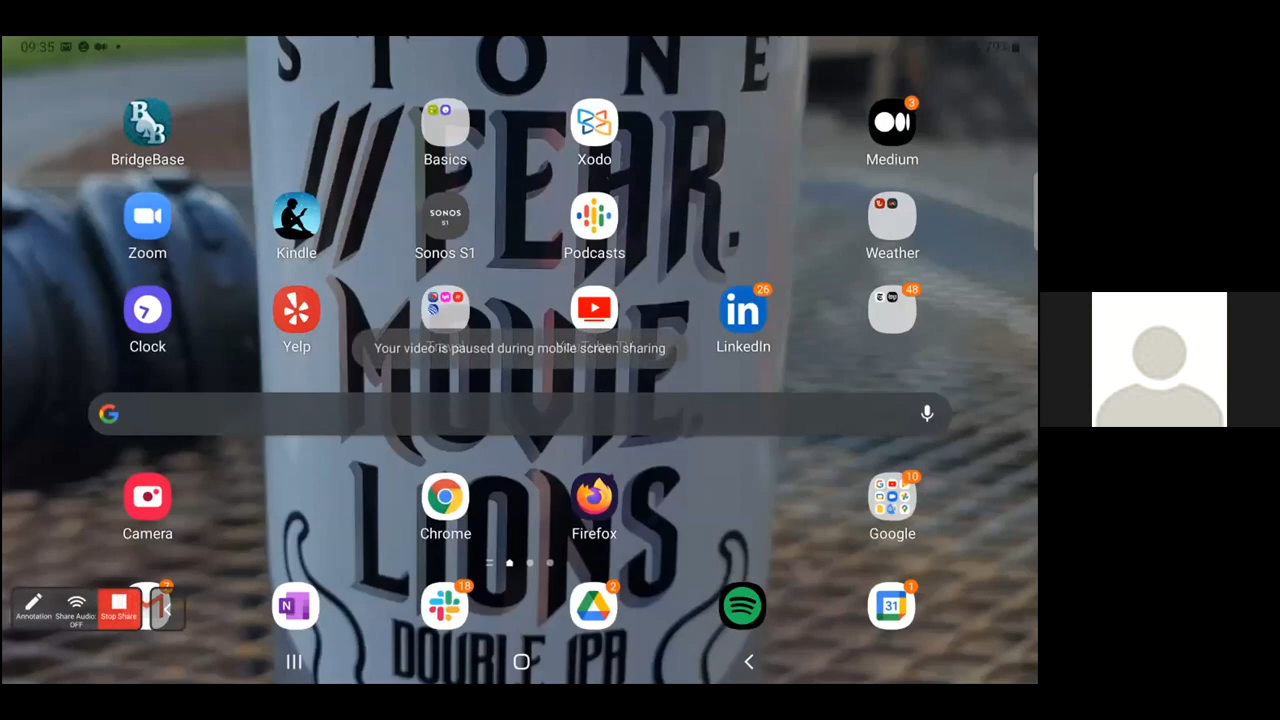 09:35
79%
STONE
///FEAR.
MOVIE.
LIONS
DOUBLE IPA
BridgeBase
Basics
Xodo
3
Medium
Zoom
Kindle
SONOS
S1
Sonos S1
Podcasts
Weather
Clock
Yelp
26
LinkedIn
48
Your video is paused during mobile screen sharing
Camera
Chrome
Firefox
10
Google
Annotation
Share Audio:
OFF
Stop Share
7
N
18
2
1
31